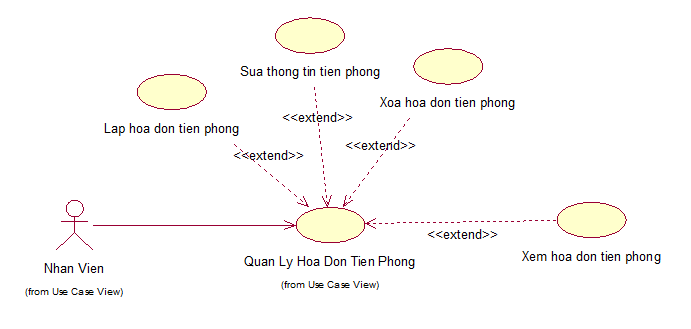 Sua thong tin tien phong
Xoa hoa don tien phong
<<extend>>
Lap hoa don tien phong
<<extend>>
<<extend>>
<<extend>>
Xem hoa don tien phong
Nhan Vien
(from Use Case View)
Quan Ly Hoa Don Tien Phong
(from Use Case View)